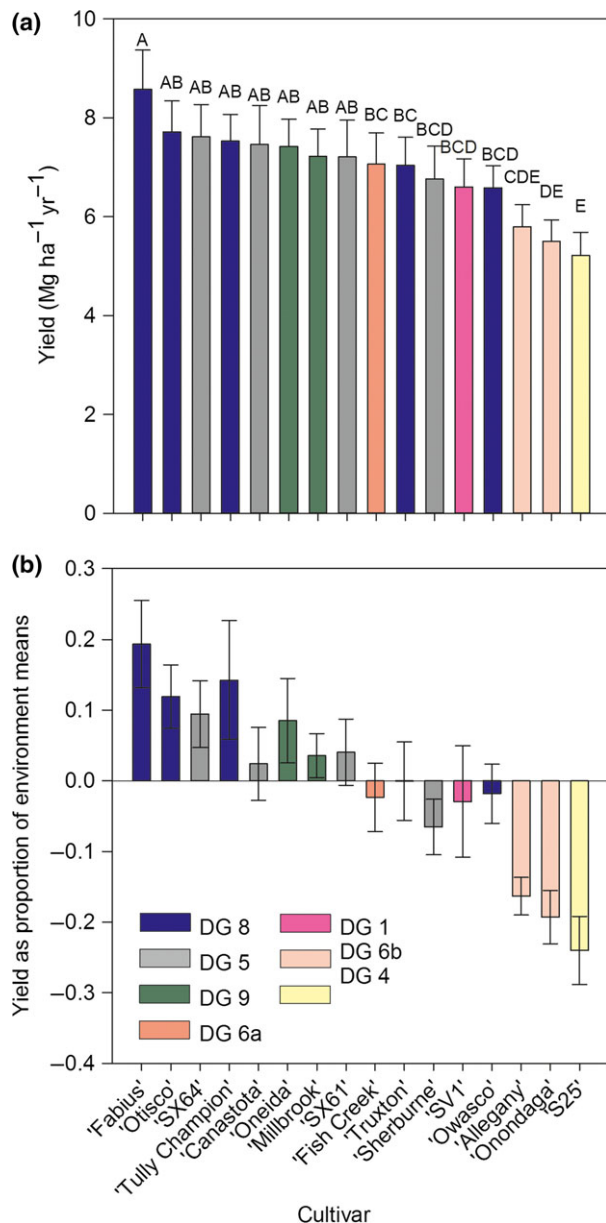 (a)
10
8
6
4
2
0
Yield (Mg ha⁻¹ yr⁻¹)
A
AB
AB
AB
AB
AB
AB
AB
BC
BC
BCD
BCD
BCD
CDE
DE
E
(b)
0.3
0.2
0.1
0.0
−0.1
−0.2
−0.3
−0.4
Yield as proportion of environment means
DG 8
DG 5
DG 9
DG 6a
DG 1
DG 6b
DG 4
'Fabius'
'Otisco'
'SX64'
'Tully Champion'
'Canastota'
'Oneida'
'Millbrook'
'SX61'
'Fish Creek'
'Truxton'
'Sherburne'
'SV1'
'Owasco'
'Allegany'
'Onondaga'
'S25'
Cultivar